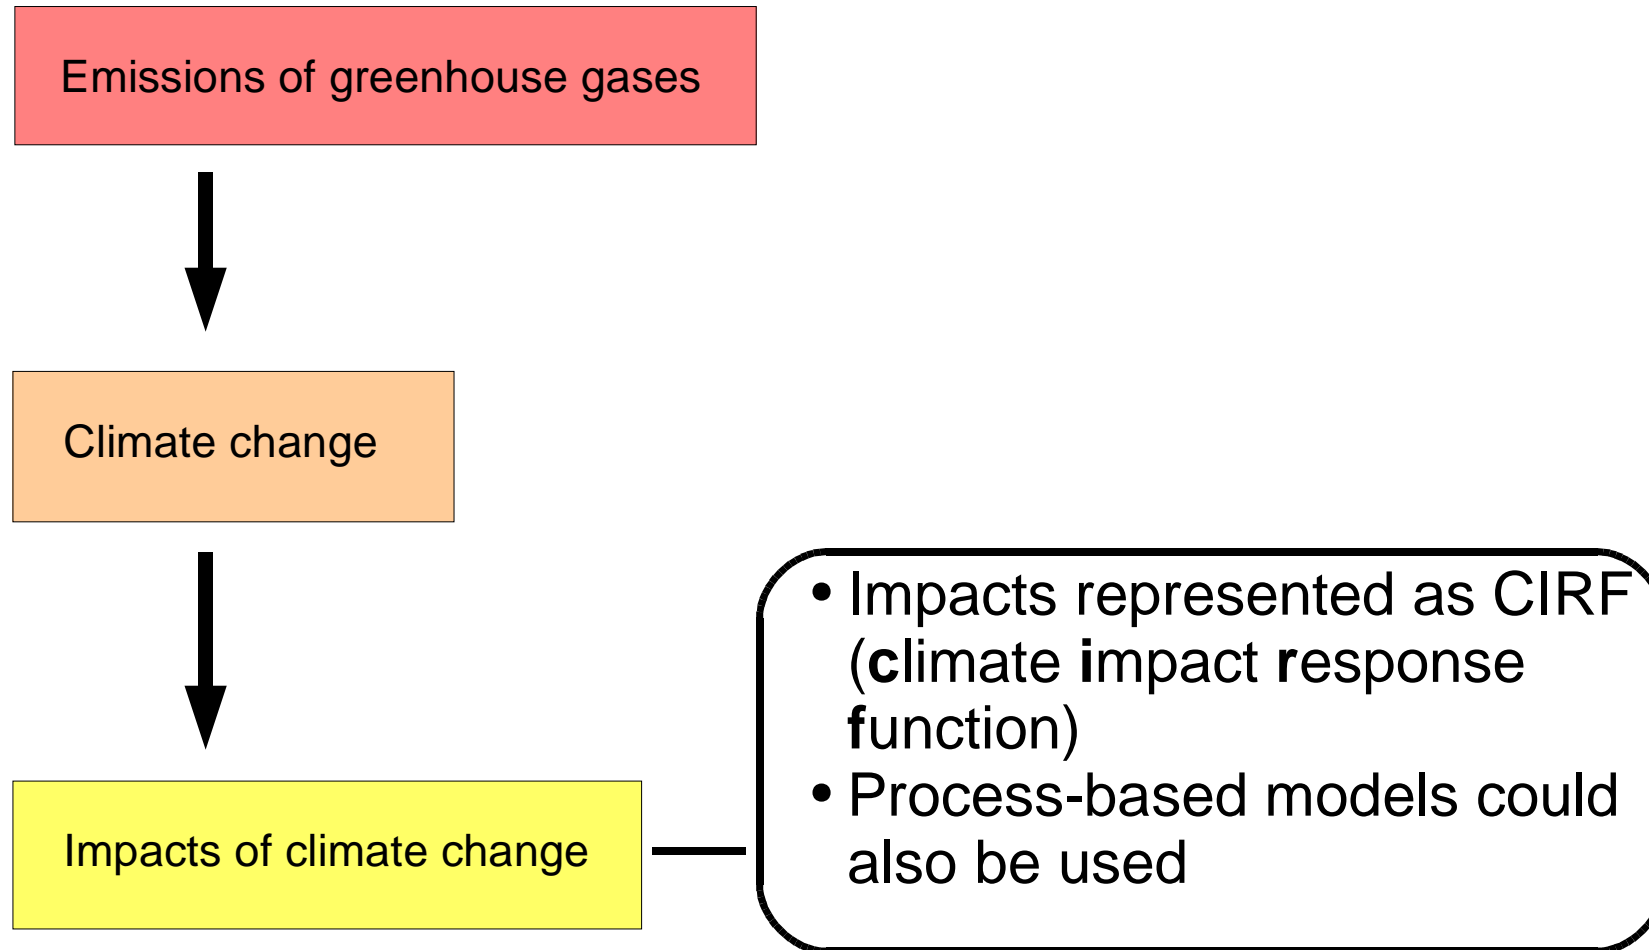 Emissions of greenhouse gases
Climate change
Impacts of climate change
• Impacts represented as CIRF
(climate impact response
function)
• Process-based models could
also be used